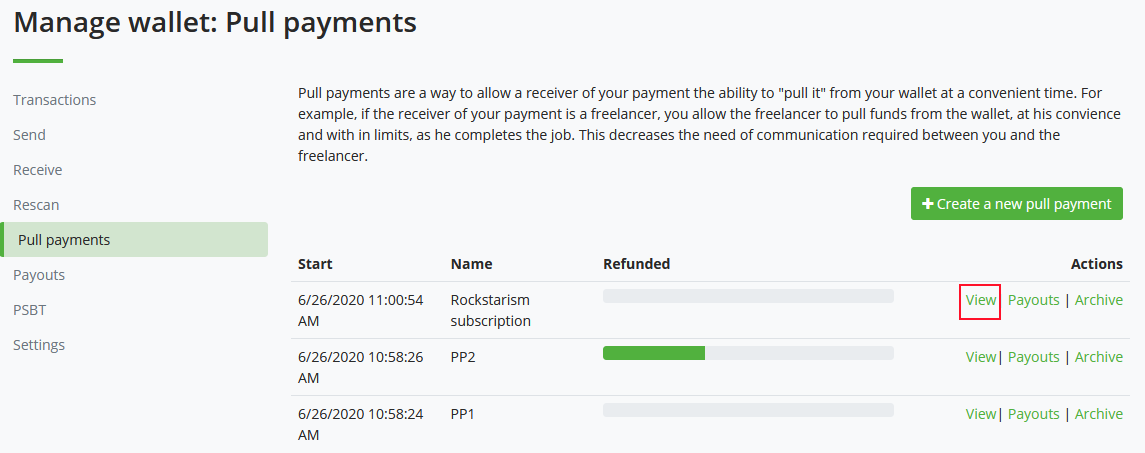 Manage wallet: Pull payments
Transactions
Send
Receive
Rescan
Pull payments
Payouts
PSBT
Settings
Pull payments are a way to allow a receiver of your payment the ability to "pull it" from your wallet at a convenient time. For
example, if the receiver of your payment is a freelancer, you allow the freelancer to pull funds from the wallet, at his convience
and with in limits, as he completes the job. This decreases the need of communication required between you and the
freelancer.
+ Create a new pull payment
Start Name Refunded Actions
6/26/2020 11:00:54 Rockstarism View Payouts | Archive
AM subscription
6/26/2020 10:58:26 PP2 View| Payouts | Archive
AM
6/26/2020 10:58:24 PP1 View| Payouts | Archive
AM